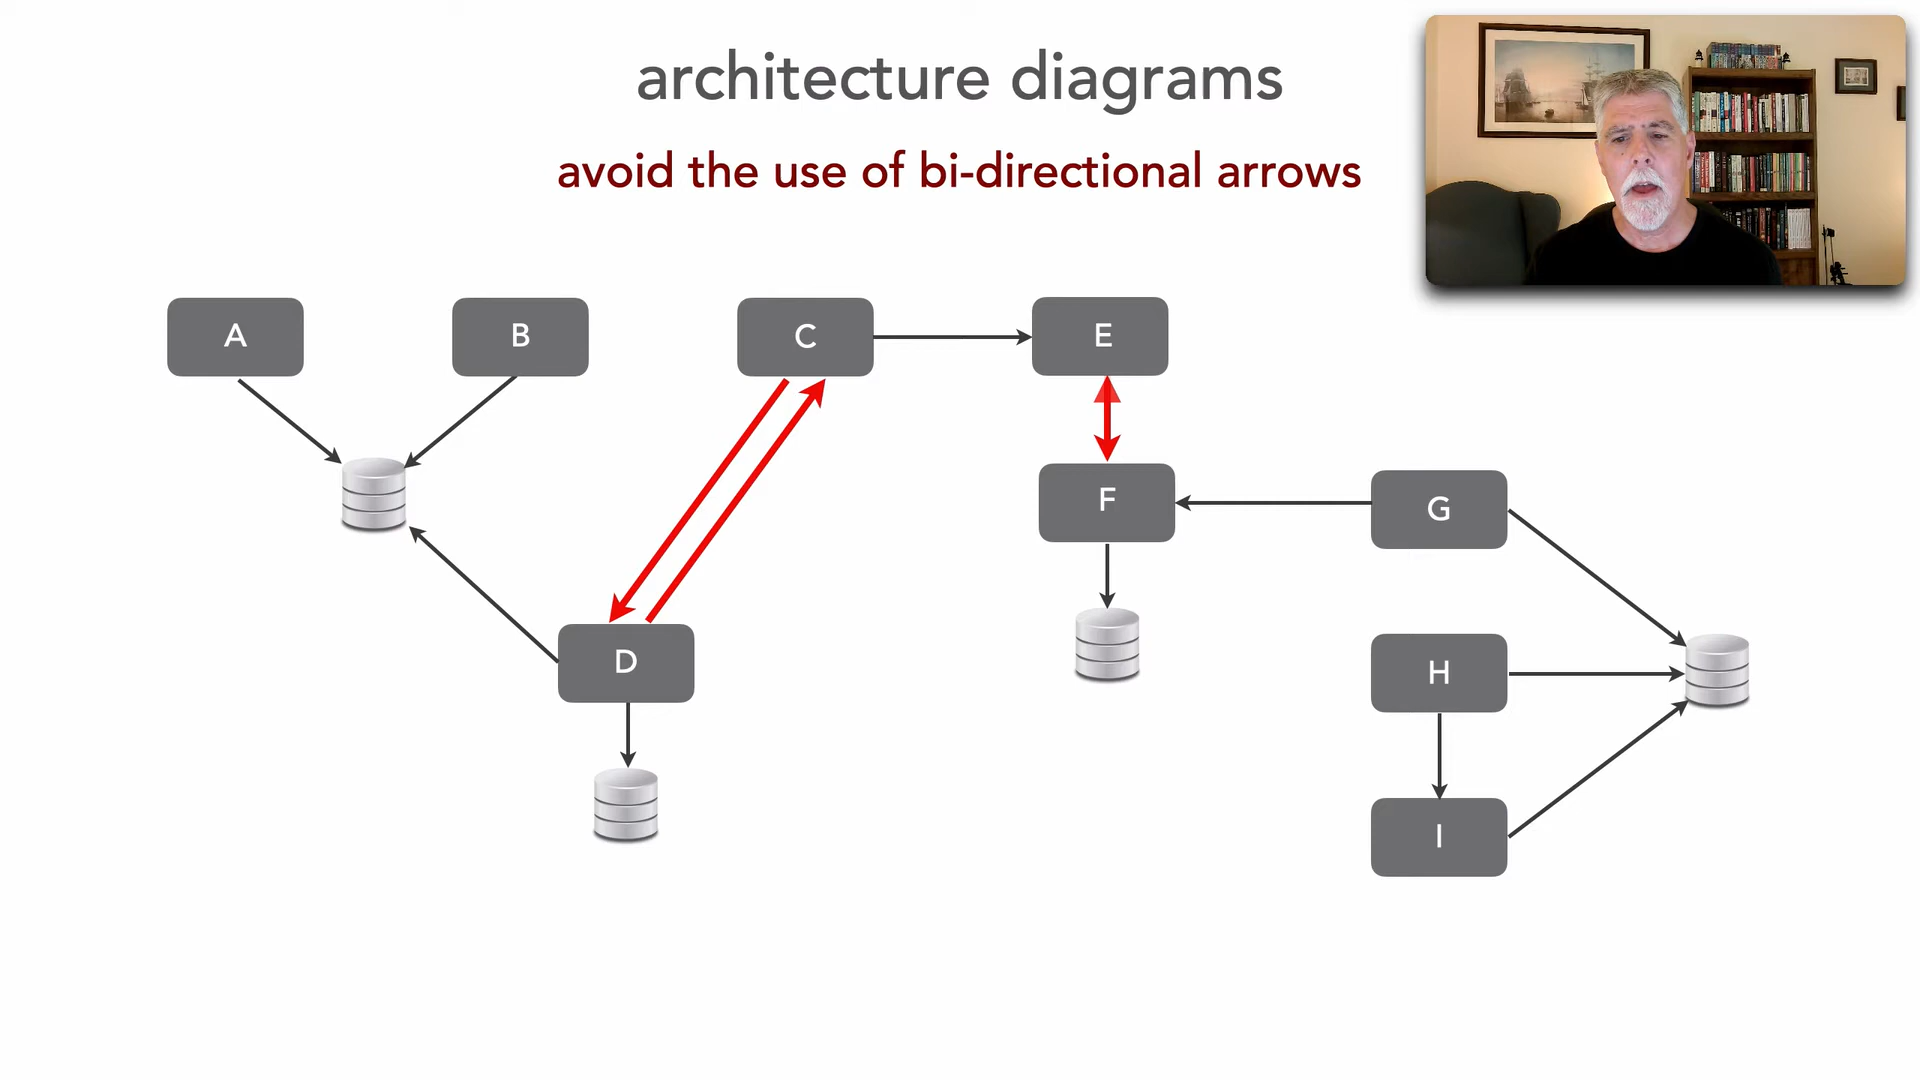 architecture diagrams
avoid the use of bi-directional arrows
A
B
C
E
F
G
D
H
I